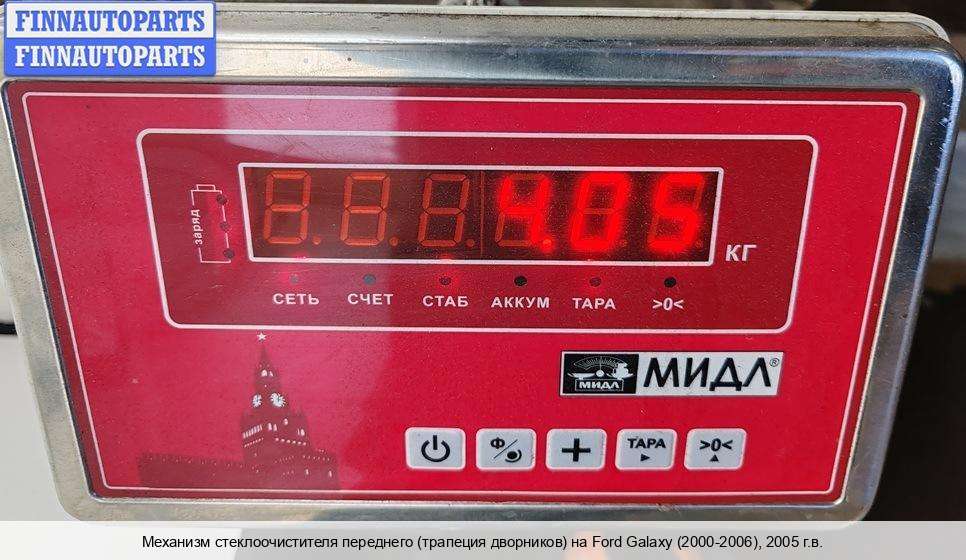 FINNAUTOPARTS
FINNAUTOPARTS
заряд
4.05
КГ
СЕТЬ СЧЕТ СТАБ АККУМ ТАРА >0<
МИДЛ МИДЛ®
Ф ТАРА >0<
Механизм стеклоочистителя переднего (трапеция дворников) на Ford Galaxy (2000-2006), 2005 г.в.